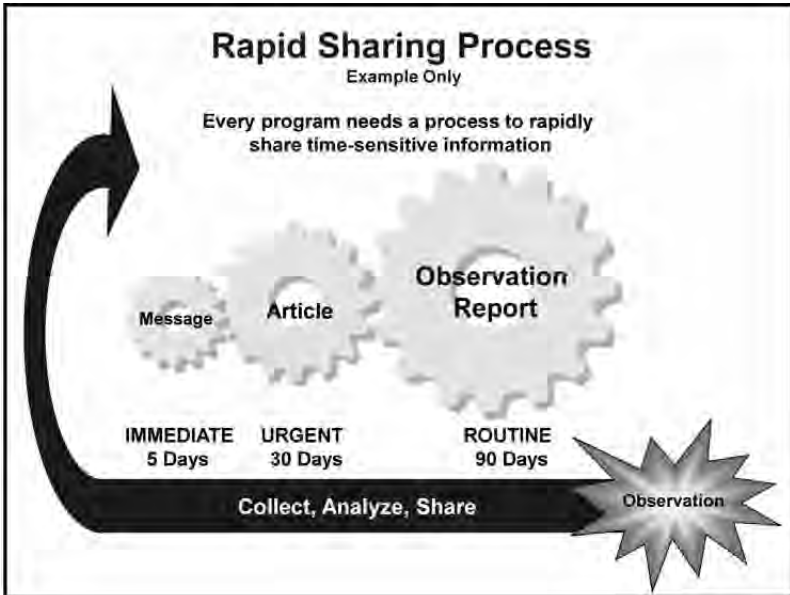 Rapid Sharing Process
Example Only
Every program needs a process to rapidly
share time-sensitive information
Message
Article
Observation
Report
IMMEDIATE
5 Days
URGENT
30 Days
ROUTINE
90 Days
Collect, Analyze, Share
Observation